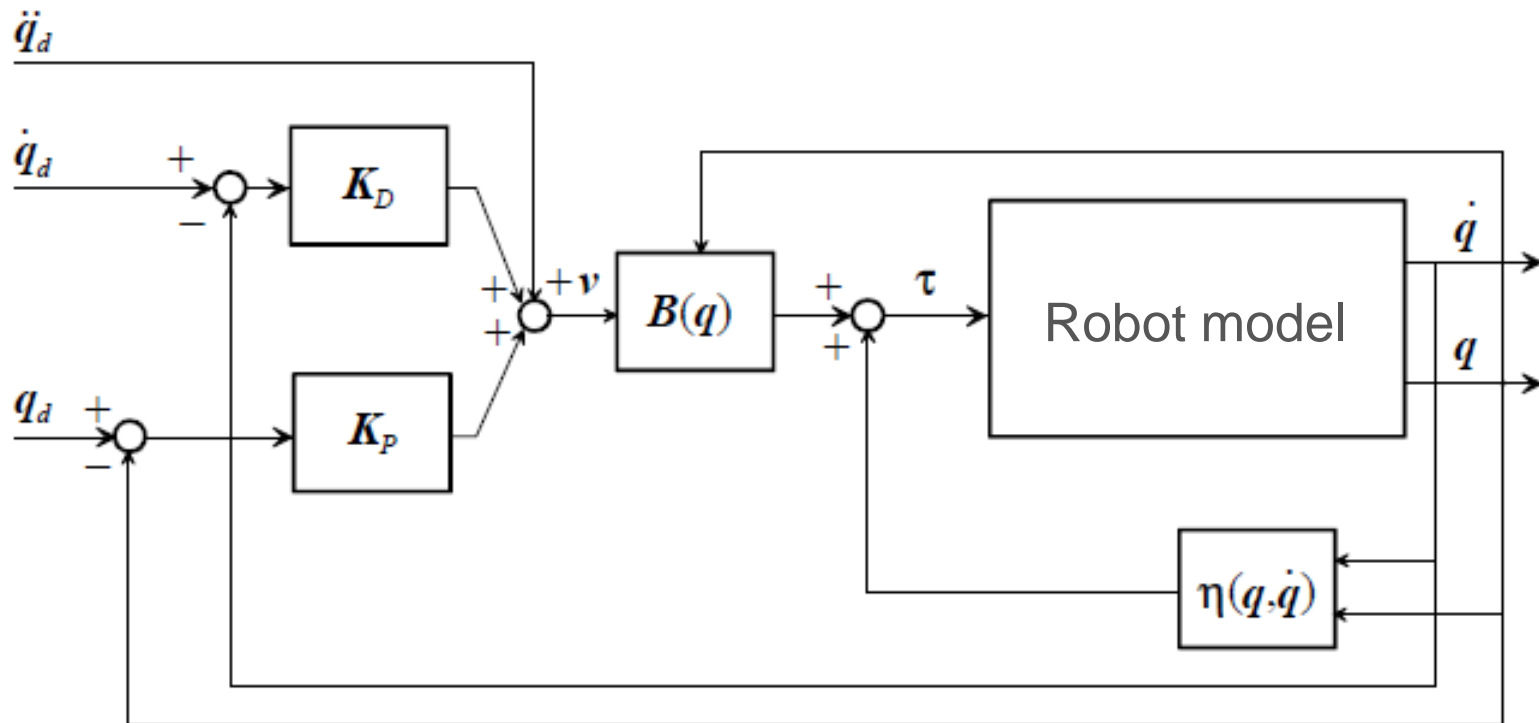 q̈_d
q̇_d
+
−
K_D
q_d
+
−
K_P
+
+
+
v
B(q)
+
+
τ
Robot model
q̇
q
η(q,q̇)